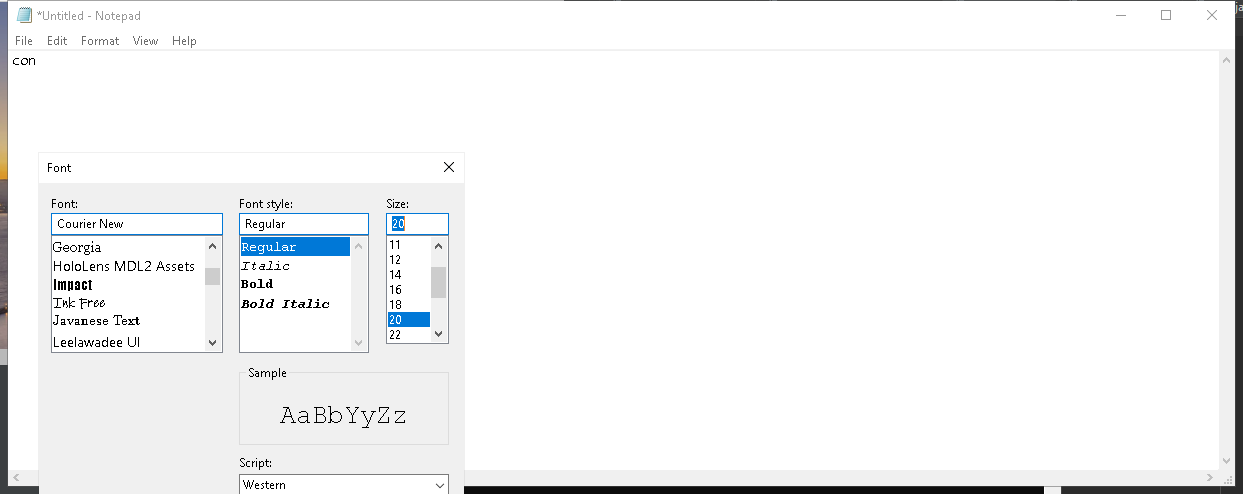 *Untitled - Notepad
File Edit Format View Help
con
Font
Font: Font style: Size:
Courier New Regular 20
Georgia
HoloLens MDL2 Assets
Impact
Ink Free
Javanese Text
Leelawadee UI
Regular
Italic
Bold
Bold Italic
11
12
14
16
18
20
22
Sample
AaBbYyZz
Script:
Western